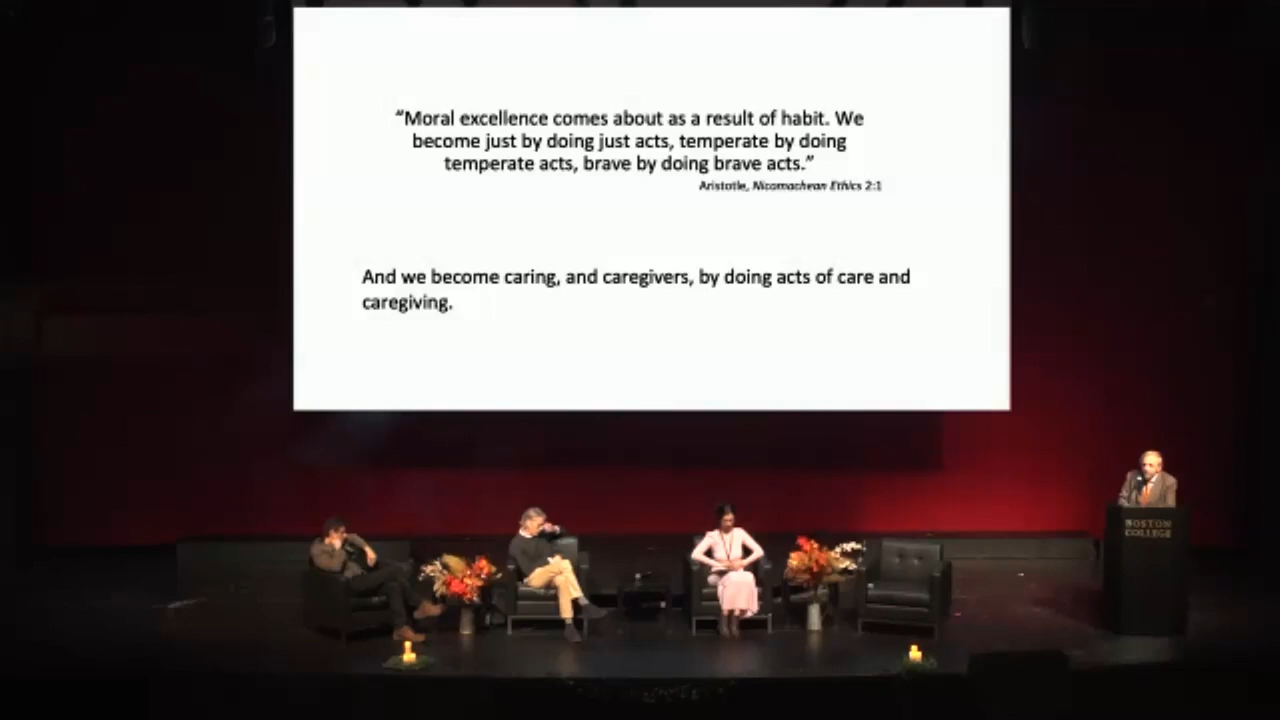 “Moral excellence comes about as a result of habit. We
become just by doing just acts, temperate by doing
temperate acts, brave by doing brave acts.”
Aristotle, Nicomachean Ethics 2:1
And we become caring, and caregivers, by doing acts of care and
caregiving.
BOSTON
COLLEGE